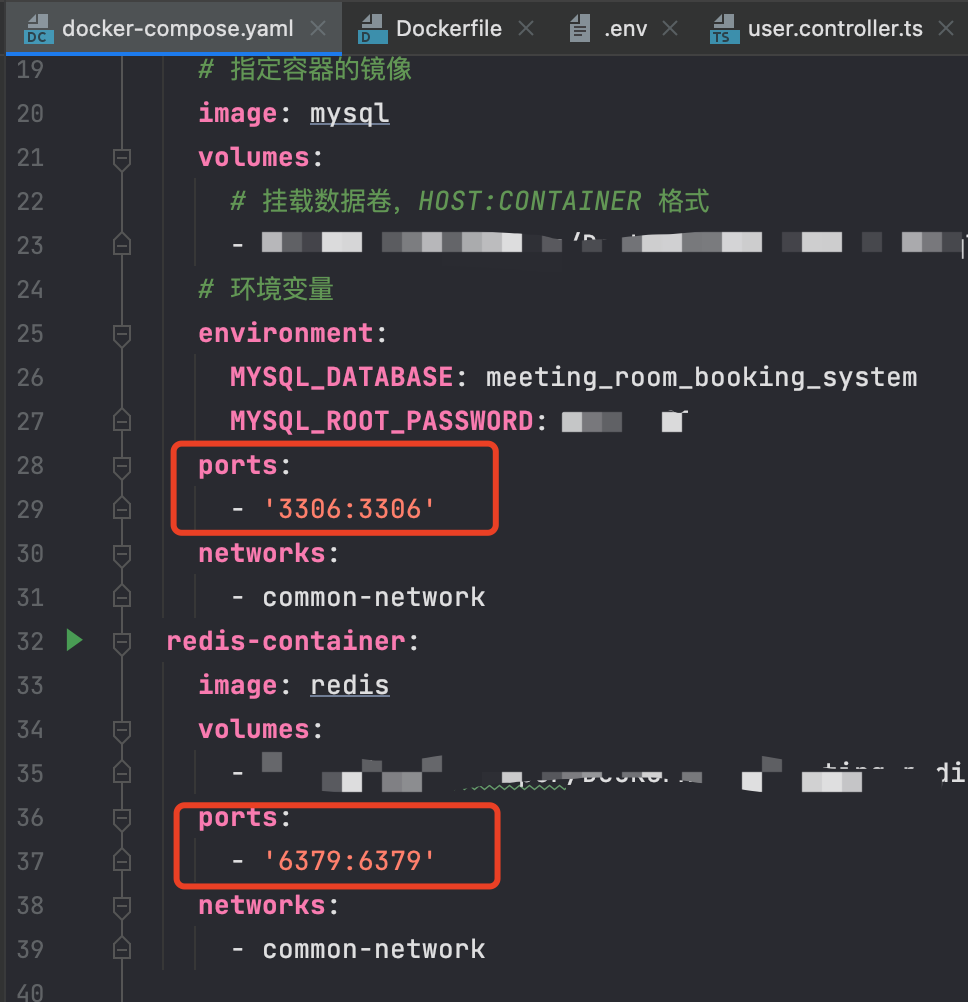 docker-compose.yaml Dockerfile .env user.controller.ts
19 # 指定容器的镜像
20 image: mysql
21 volumes:
22 # 挂载数据卷，HOST:CONTAINER 格式
23 -
24 # 环境变量
25 environment:
26 MYSQL_DATABASE: meeting_room_booking_system
27 MYSQL_ROOT_PASSWORD:
28 ports:
29 - '3306:3306'
30 networks:
31 - common-network
32 redis-container:
33 image: redis
34 volumes:
35 -
36 ports:
37 - '6379:6379'
38 networks:
39 - common-network
40